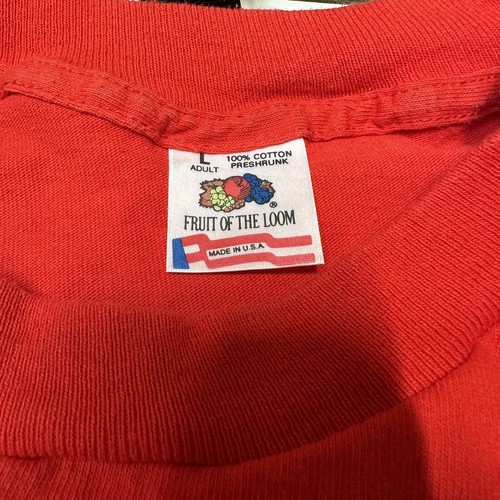 L 100% COTTON
ADULT PRESHRUNK
®
FRUIT OF THE LOOM
MADE IN U.S.A.